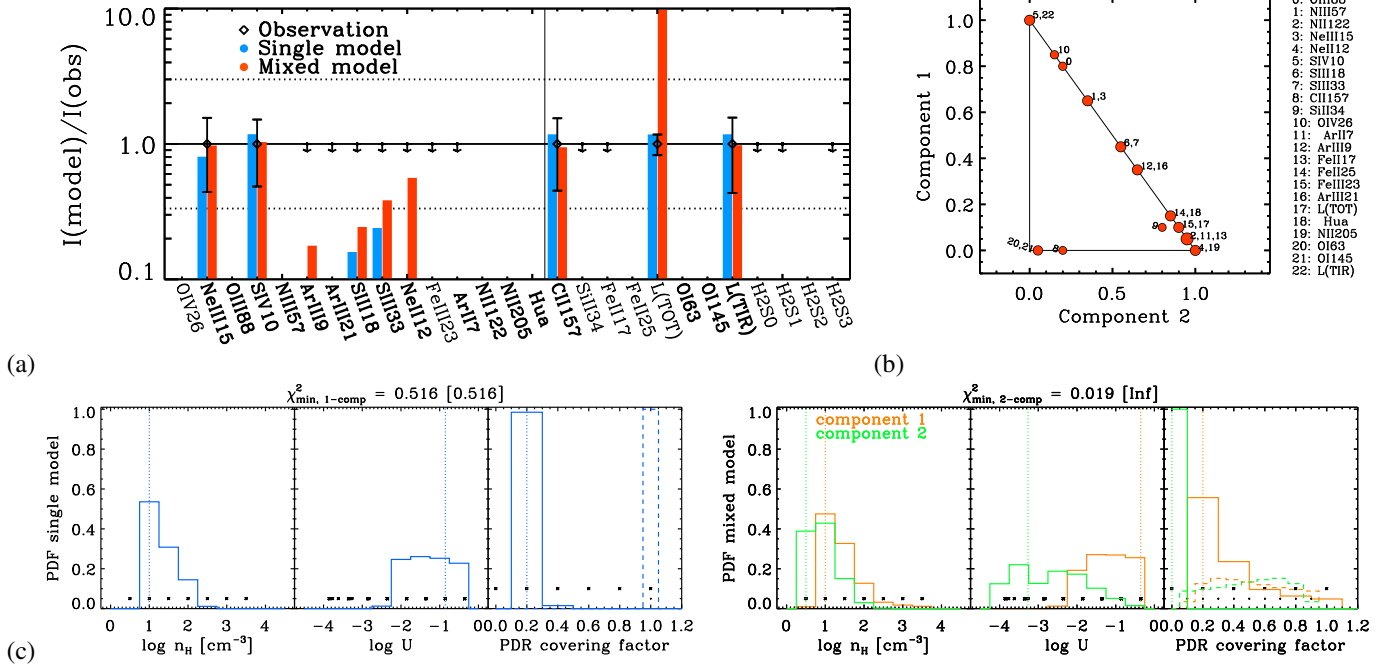 10.0
1.0
0.1
I(model)/I(obs)
Observation
Single model
Mixed model
OIV26
NeIII15
OIII88
SIV10
NIII57
ArIII9
ArIII21
SIII18
SIII33
NeII12
FeIII23
ArII7
NII122
NII205
Hua
CII157
SiII34
FeII17
FeII25
L(TOT)
OI63
OI145
L(TIR)
H2S0
H2S1
H2S2
H2S3
(a)
1.0
0.8
0.6
0.4
0.2
0.0
Component 1
5,22
10
0
1,3
6,7
12,16
14,18
15,17
9
2,11,13
4,19
20,21
8
0.0 0.5 1.0
Component 2
1: NIII57
2: NII122
3: NeIII15
4: NeII12
5: SIV10
6: SIII18
7: SIII33
8: CII157
9: SiII34
10: OIV26
11: ArII7
12: ArIII9
13: FeII17
14: FeII25
15: FeIII23
16: ArIII21
17: L(TOT)
18: Hua
19: NII205
20: OI63
21: OI145
22: L(TIR)
(b)
χ²min, 1-comp = 0.516 [0.516]
1.0
0.8
0.6
0.4
0.2
0.0
PDF single model
0 1 2 3 4
log nH [cm⁻³]
−4 −3 −2 −1 0
log U
0.0 0.2 0.4 0.6 0.8 1.0 1.2
PDR covering factor
χ²min, 2-comp = 0.019 [Inf]
component 1
component 2
1.0
0.8
0.6
0.4
0.2
0.0
PDF mixed model
0 1 2 3 4
log nH [cm⁻³]
−4 −3 −2 −1 0
log U
0.0 0.2 0.4 0.6 0.8 1.0 1.2
PDR covering factor
(c)